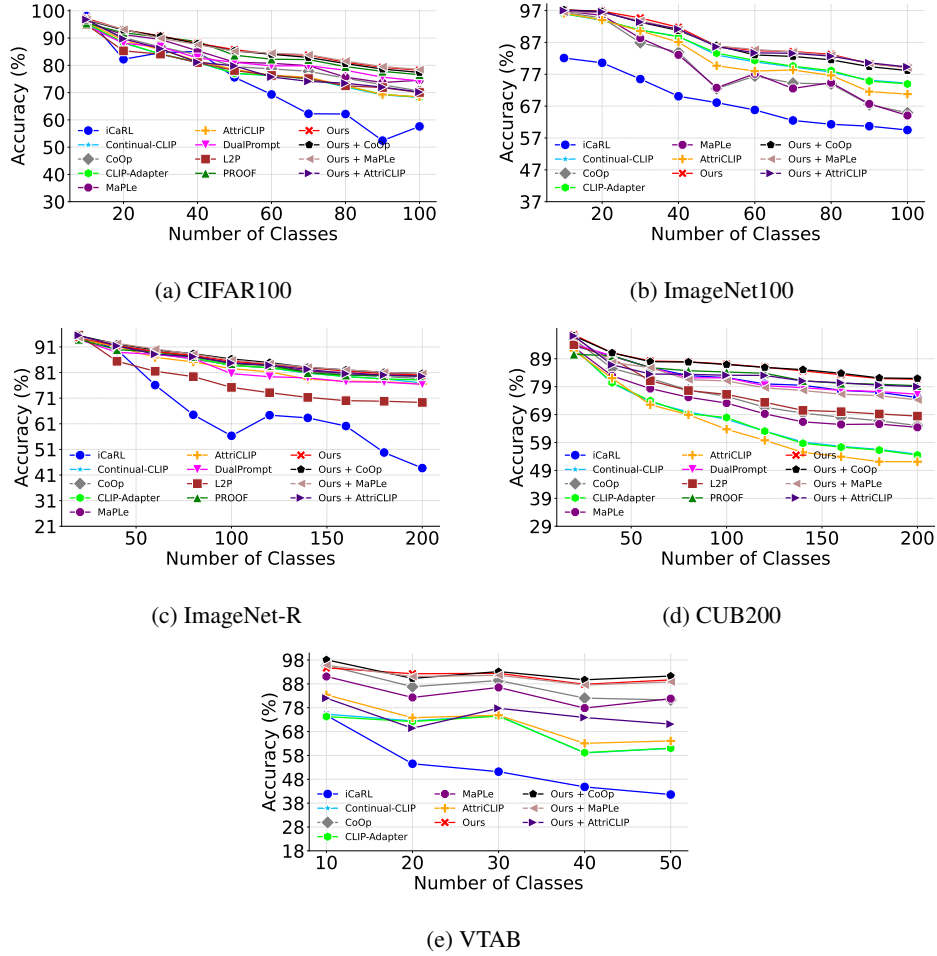 100
90
80
70
60
50
40
30
Accuracy (%)
iCaRL
Continual-CLIP
CoOp
CLIP-Adapter
MaPLe
AttriCLIP
DualPrompt
L2P
PROOF
Ours
Ours + CoOp
Ours + MaPLe
Ours + AttriCLIP
20 40 60 80 100
Number of Classes
(a) CIFAR100
97
87
77
67
57
47
37
Accuracy (%)
iCaRL
Continual-CLIP
CoOp
CLIP-Adapter
MaPLe
AttriCLIP
Ours
Ours + CoOp
Ours + MaPLe
Ours + AttriCLIP
20 40 60 80 100
Number of Classes
(b) ImageNet100
91
81
71
61
51
41
31
21
Accuracy (%)
iCaRL
Continual-CLIP
CoOp
CLIP-Adapter
MaPLe
AttriCLIP
DualPrompt
L2P
PROOF
Ours
Ours + CoOp
Ours + MaPLe
Ours + AttriCLIP
50 100 150 200
Number of Classes
(c) ImageNet-R
89
79
69
59
49
39
29
Accuracy (%)
iCaRL
Continual-CLIP
CoOp
CLIP-Adapter
MaPLe
AttriCLIP
DualPrompt
L2P
PROOF
Ours
Ours + CoOp
Ours + MaPLe
Ours + AttriCLIP
50 100 150 200
Number of Classes
(d) CUB200
98
88
78
68
58
48
38
28
18
Accuracy (%)
iCaRL
Continual-CLIP
CoOp
CLIP-Adapter
MaPLe
AttriCLIP
Ours
Ours + CoOp
Ours + MaPLe
Ours + AttriCLIP
10 20 30 40 50
Number of Classes
(e) VTAB